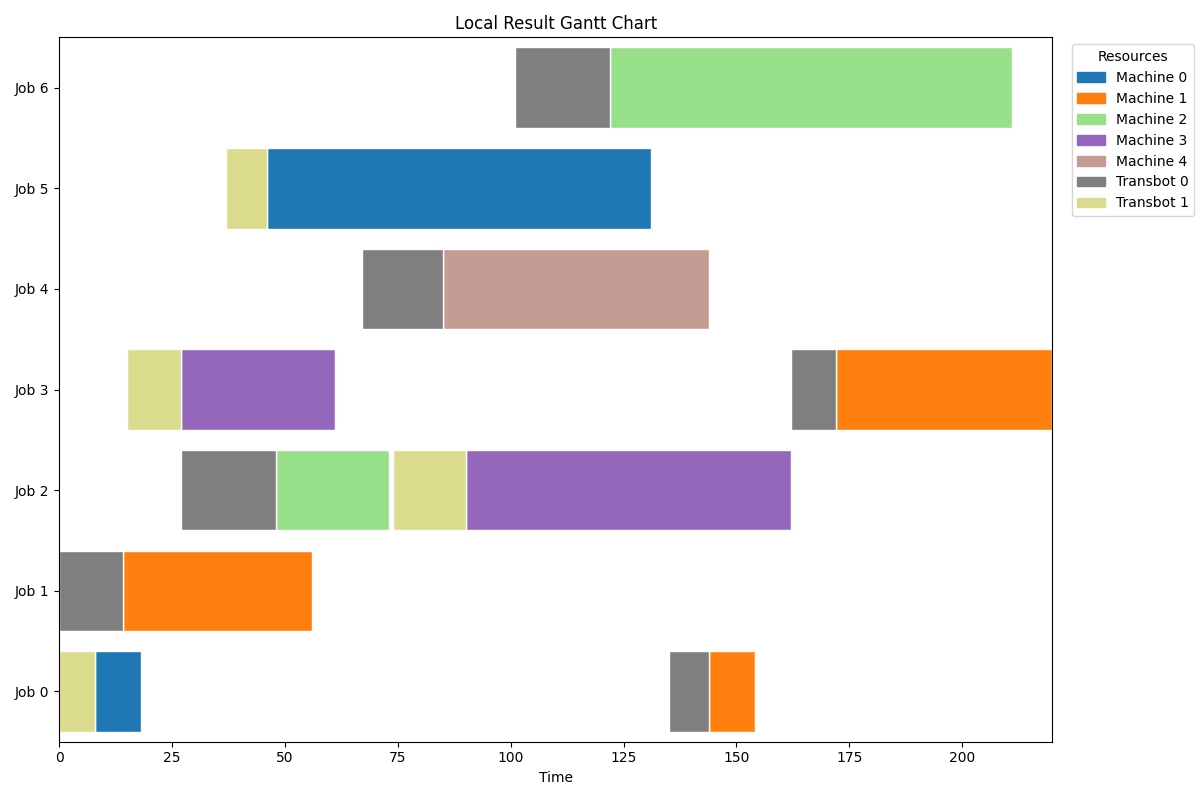 Local Result Gantt Chart
Job 6
Job 5
Job 4
Job 3
Job 2
Job 1
Job 0
0 25 50 75 100 125 150 175 200
Time
Resources
Machine 0
Machine 1
Machine 2
Machine 3
Machine 4
Transbot 0
Transbot 1